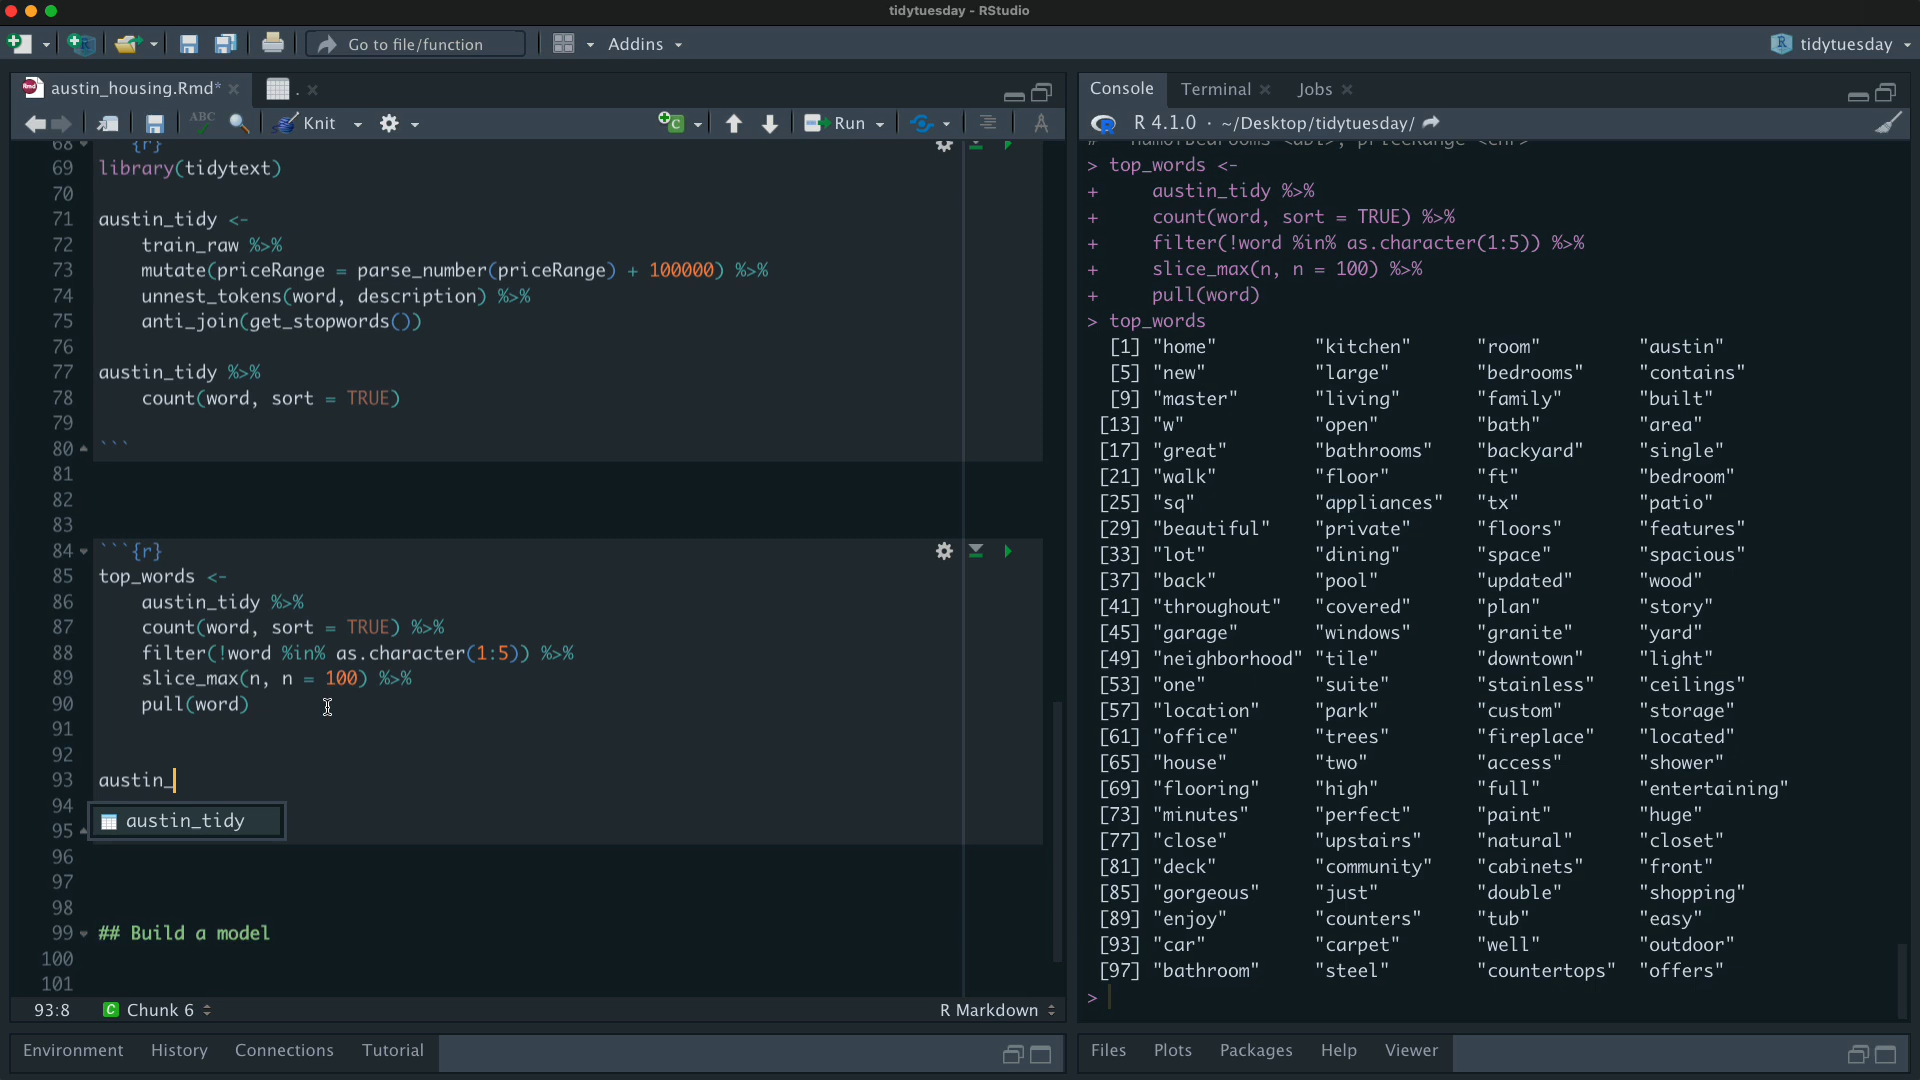 tidytuesday - RStudio
Go to file/function
Addins
tidytuesday
austin_housing.Rmd*
.
Knit
Run
ABC
68 {r}
69 library(tidytext)
70
71 austin_tidy <-
72 train_raw %>%
73 mutate(priceRange = parse_number(priceRange) + 100000) %>%
74 unnest_tokens(word, description) %>%
75 anti_join(get_stopwords())
76
77 austin_tidy %>%
78 count(word, sort = TRUE)
79
80 ```
81
82
83
84 ```{r}
85 top_words <-
86 austin_tidy %>%
87 count(word, sort = TRUE) %>%
88 filter(!word %in% as.character(1:5)) %>%
89 slice_max(n, n = 100) %>%
90 pull(word)
91
92
93 austin_
94
austin_tidy
95
96
97
98
99 ## Build a model
100
101
93:8
Chunk 6
R Markdown
Environment
History
Connections
Tutorial
Console
Terminal
Jobs
R 4.1.0 · ~/Desktop/tidytuesday/
# numOfBedrooms <dbl>, priceRange <chr>
> top_words <-
+ austin_tidy %>%
+ count(word, sort = TRUE) %>%
+ filter(!word %in% as.character(1:5)) %>%
+ slice_max(n, n = 100) %>%
+ pull(word)
> top_words
[1] "home" "kitchen" "room" "austin"
[5] "new" "large" "bedrooms" "contains"
[9] "master" "living" "family" "built"
[13] "w" "open" "bath" "area"
[17] "great" "bathrooms" "backyard" "single"
[21] "walk" "floor" "ft" "bedroom"
[25] "sq" "appliances" "tx" "patio"
[29] "beautiful" "private" "floors" "features"
[33] "lot" "dining" "space" "spacious"
[37] "back" "pool" "updated" "wood"
[41] "throughout" "covered" "plan" "story"
[45] "garage" "windows" "granite" "yard"
[49] "neighborhood" "tile" "downtown" "light"
[53] "one" "suite" "stainless" "ceilings"
[57] "location" "park" "custom" "storage"
[61] "office" "trees" "fireplace" "located"
[65] "house" "two" "access" "shower"
[69] "flooring" "high" "full" "entertaining"
[73] "minutes" "perfect" "paint" "huge"
[77] "close" "upstairs" "natural" "closet"
[81] "deck" "community" "cabinets" "front"
[85] "gorgeous" "just" "double" "shopping"
[89] "enjoy" "counters" "tub" "easy"
[93] "car" "carpet" "well" "outdoor"
[97] "bathroom" "steel" "countertops" "offers"
>
Files
Plots
Packages
Help
Viewer